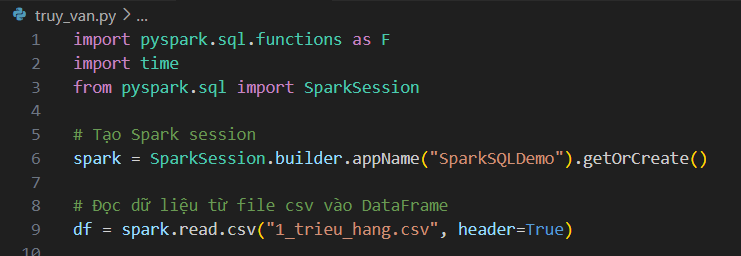 truy_van.py > ...
1 import pyspark.sql.functions as F
2 import time
3 from pyspark.sql import SparkSession
4
5 # Tạo Spark session
6 spark = SparkSession.builder.appName("SparkSQLDemo").getOrCreate()
7
8 # Đọc dữ liệu từ file csv vào DataFrame
9 df = spark.read.csv("1_trieu_hang.csv", header=True)
10